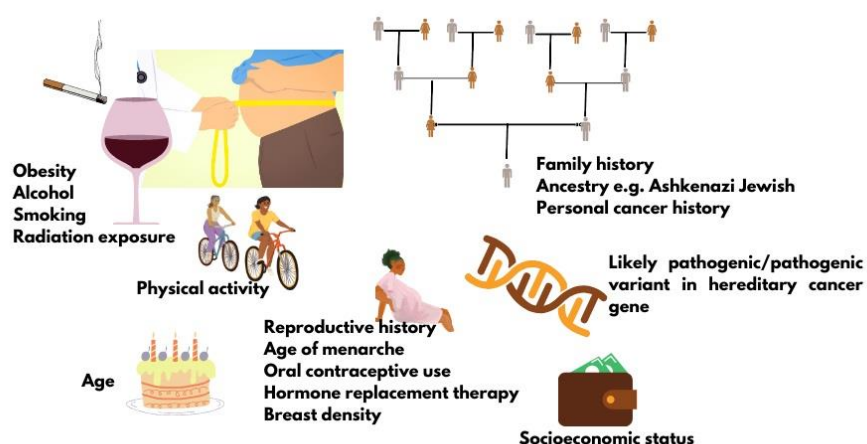 Obesity
Alcohol
Smoking
Radiation exposure
Family history
Ancestry e.g. Ashkenazi Jewish
Personal cancer history
Physical activity
Likely pathogenic/pathogenic
variant in hereditary cancer
gene
Reproductive history
Age of menarche
Oral contraceptive use
Hormone replacement therapy
Breast density
Age
Socioeconomic status